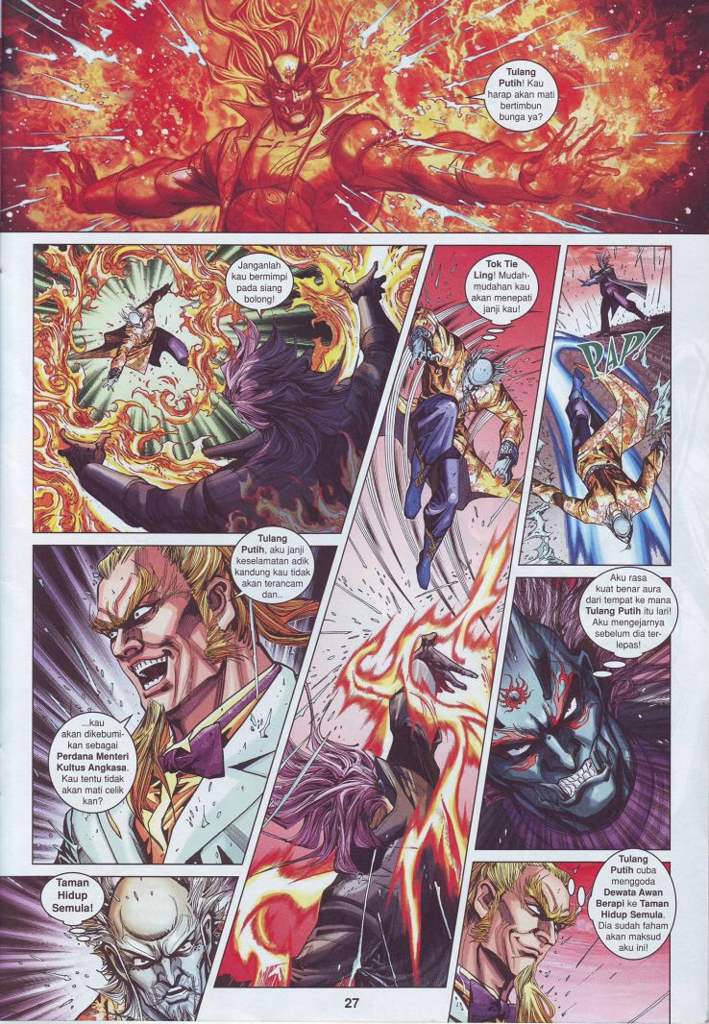 Tulang
Putih! Kau
harap akan mati
bertimbun
bunga ya?
Janganlah
kau bermimpi
pada siang
bolong!
Tok Tie
Ling! Mudah-
mudahan kau
akan menepati
janji kau!
PAP!
Tulang
Putih, aku janji
keselamatan adik
kandung kau tidak
akan terancam
dan..
...kau
akan dikebumi-
kan sebagai
Perdana Menteri
Kultus Angkasa.
Kau tentu tidak
akan mati celik
kan?
Aku rasa
kuat benar aura
dari tempat ke mana
Tulang Putih itu lari!
Aku mengejarnya
sebelum dia ter-
lepas!
Taman
Hidup
Semula!
Tulang
Putih cuba
menggoda
Dewata Awan
Berapi ke Taman
Hidup Semula.
Dia sudah faham
akan maksud
aku ini!
27